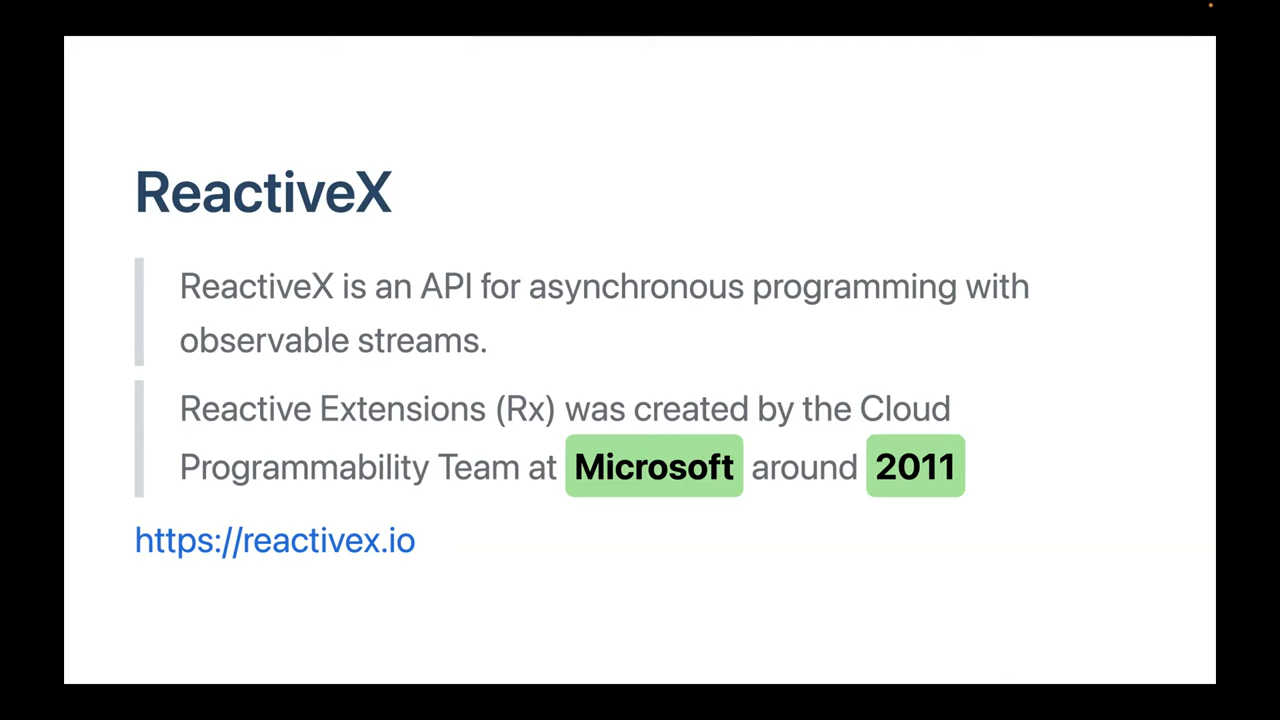 ReactiveX
ReactiveX is an API for asynchronous programming with
observable streams.
Reactive Extensions (Rx) was created by the Cloud
Programmability Team at Microsoft around 2011
https://reactivex.io